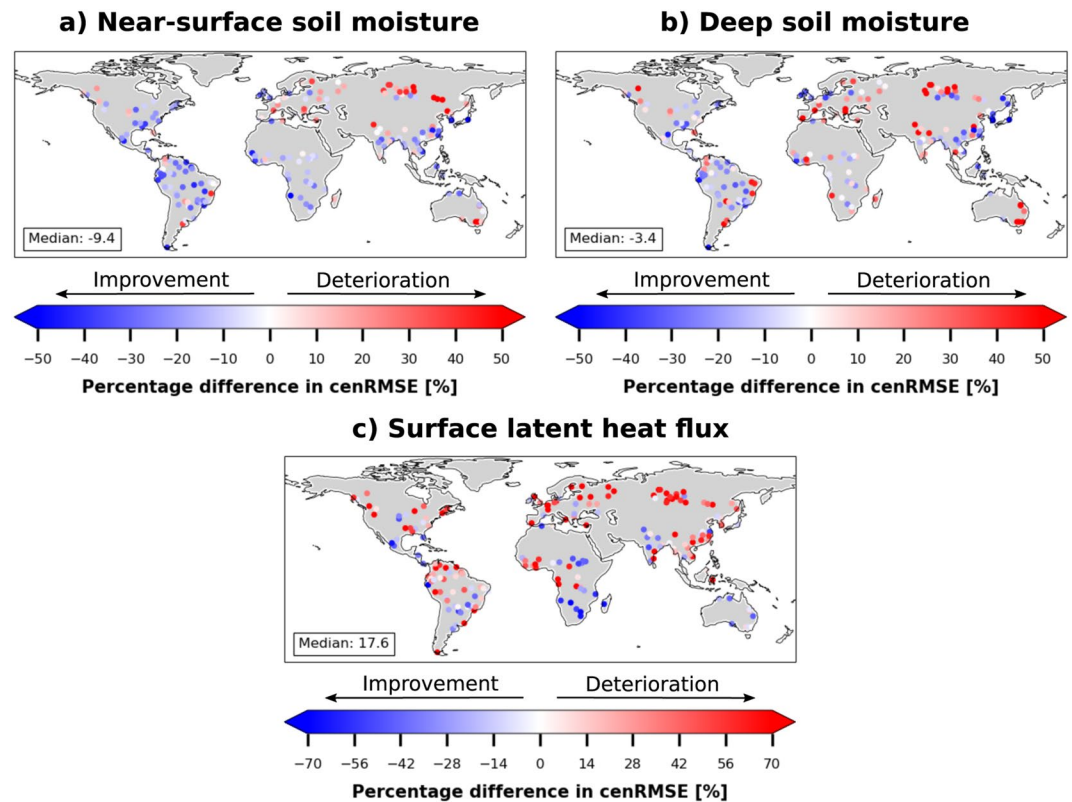 a) Near-surface soil moisture
b) Deep soil moisture
Median: -9.4
Median: -3.4
Improvement
Deterioration
Improvement
Deterioration
−50 −40 −30 −20 −10 0 10 20 30 40 50
−50 −40 −30 −20 −10 0 10 20 30 40 50
Percentage difference in cenRMSE [%]
Percentage difference in cenRMSE [%]
c) Surface latent heat flux
Median: 17.6
Improvement
Deterioration
−70 −56 −42 −28 −14 0 14 28 42 56 70
Percentage difference in cenRMSE [%]